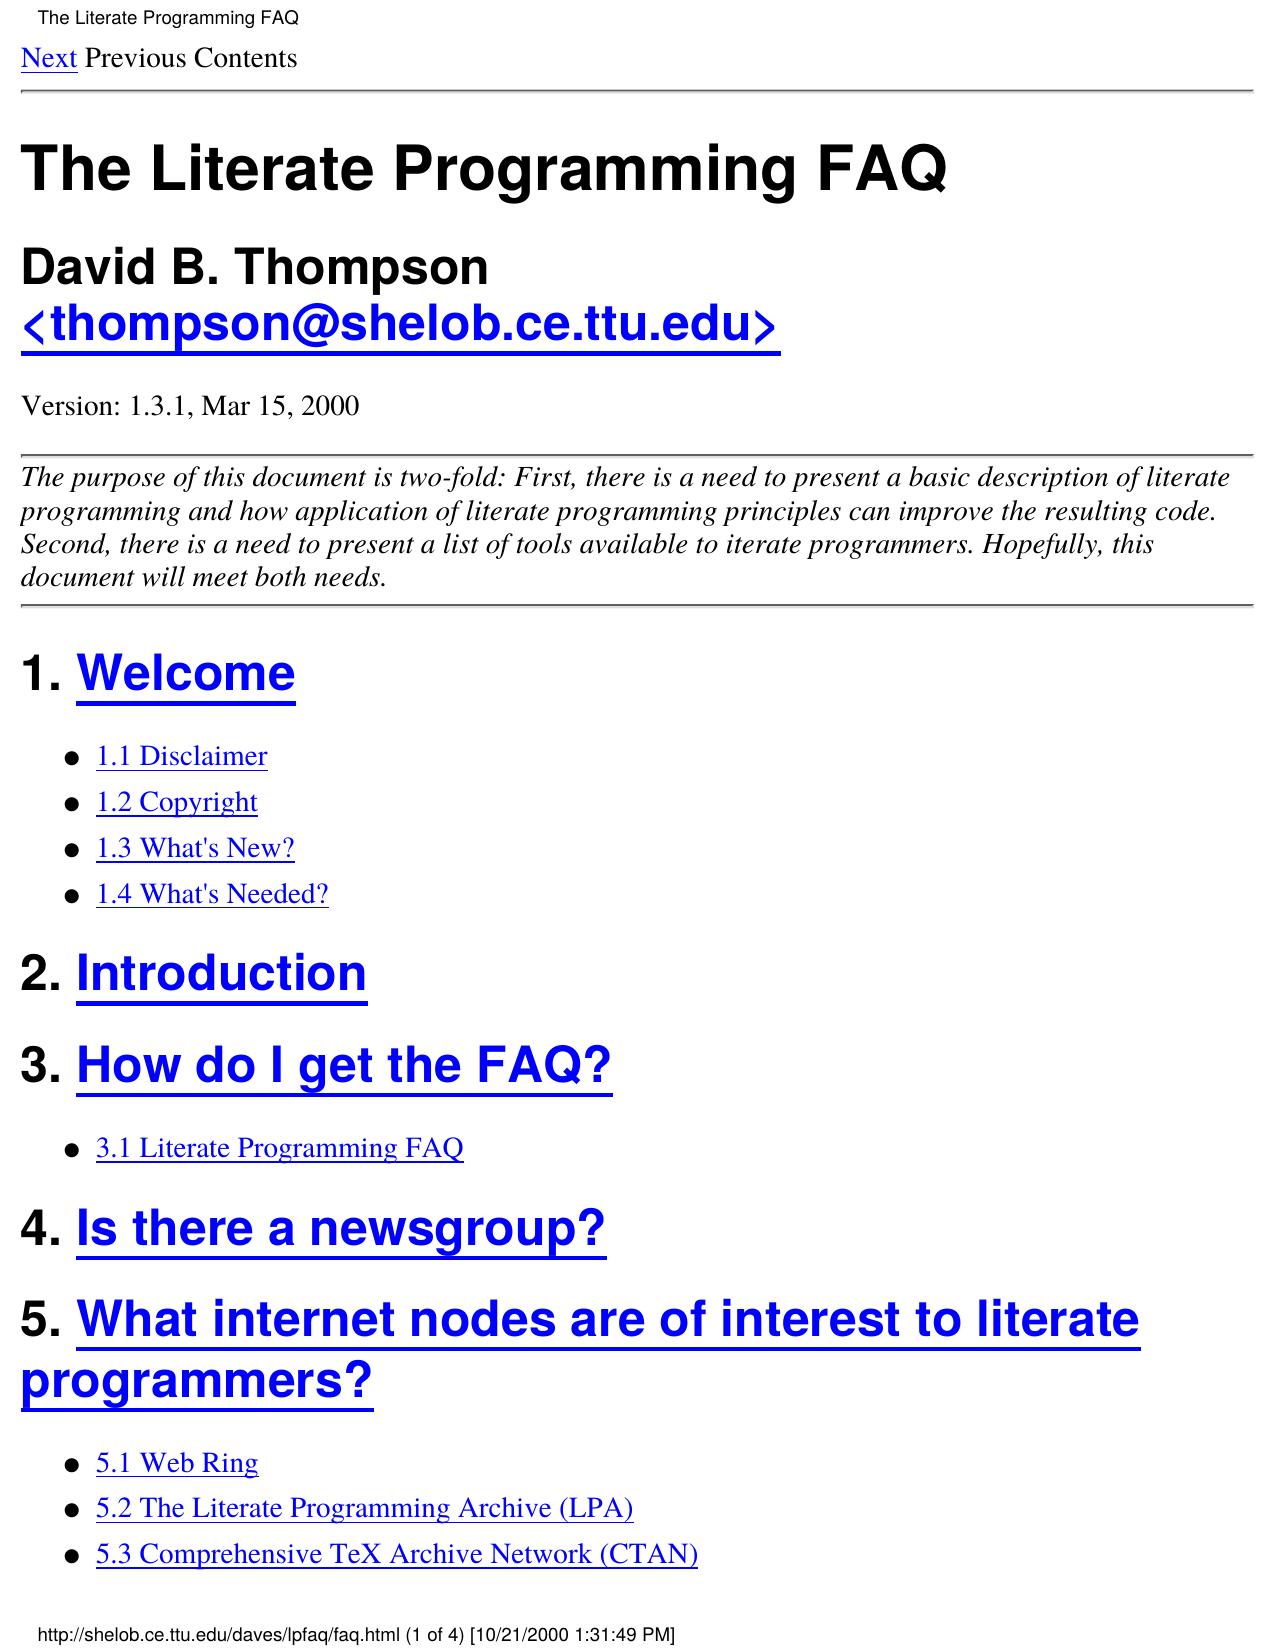 The Literate Programming FAQ
Next Previous Contents
The Literate Programming FAQ
David B. Thompson
<thompson@shelob.ce.ttu.edu>
Version: 1.3.1, Mar 15, 2000
The purpose of this document is two-fold: First, there is a need to present a basic description of literate
programming and how application of literate programming principles can improve the resulting code.
Second, there is a need to present a list of tools available to iterate programmers. Hopefully, this
document will meet both needs.
1. Welcome
● 1.1 Disclaimer
● 1.2 Copyright
● 1.3 What's New?
● 1.4 What's Needed?
2. Introduction
3. How do I get the FAQ?
● 3.1 Literate Programming FAQ
4. Is there a newsgroup?
5. What internet nodes are of interest to literate
programmers?
● 5.1 Web Ring
● 5.2 The Literate Programming Archive (LPA)
● 5.3 Comprehensive TeX Archive Network (CTAN)
http://shelob.ce.ttu.edu/daves/lpfaq/faq.html (1 of 4) [10/21/2000 1:31:49 PM]